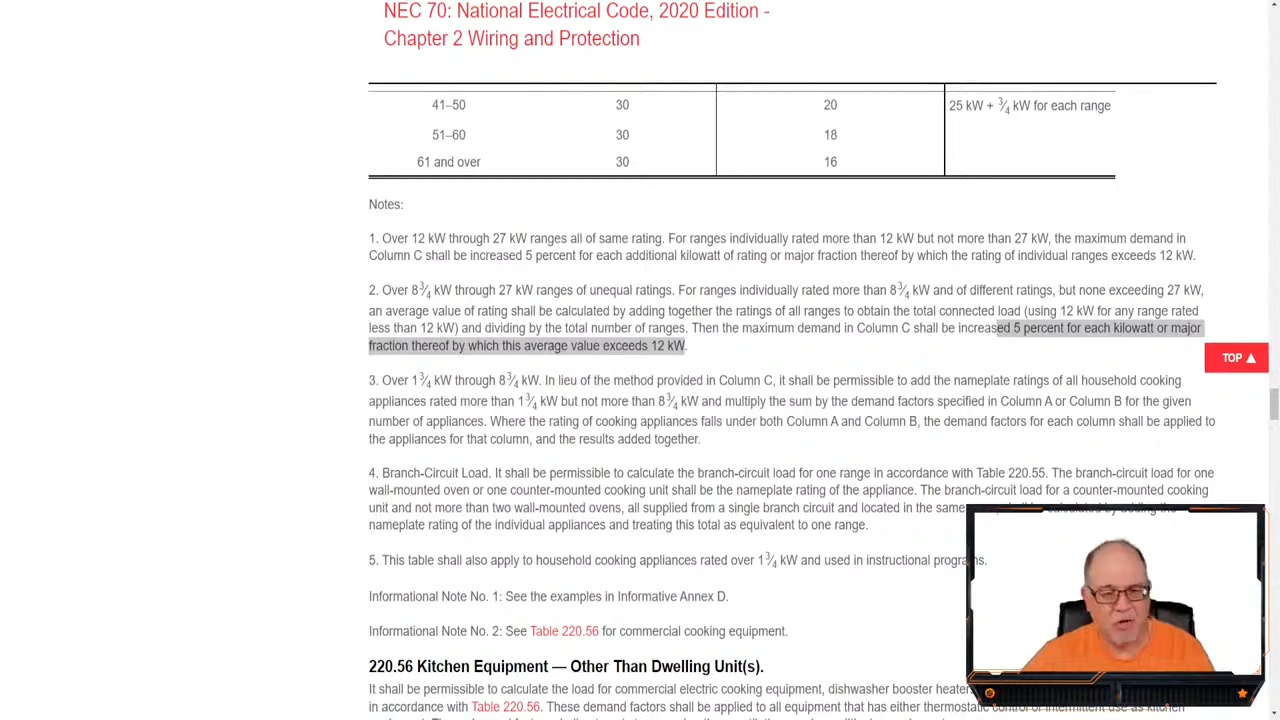 NEC 70: National Electrical Code, 2020 Edition -
Chapter 2 Wiring and Protection
41–50 30 20 25 kW + 3/4 kW for each range
51–60 30 18
61 and over 30 16
Notes:
1. Over 12 kW through 27 kW ranges all of same rating. For ranges individually rated more than 12 kW but not more than 27 kW, the maximum demand in
Column C shall be increased 5 percent for each additional kilowatt of rating or major fraction thereof by which the rating of individual ranges exceeds 12 kW.
2. Over 8 3/4 kW through 27 kW ranges of unequal ratings. For ranges individually rated more than 8 3/4 kW and of different ratings, but none exceeding 27 kW,
an average value of rating shall be calculated by adding together the ratings of all ranges to obtain the total connected load (using 12 kW for any range rated
less than 12 kW) and dividing by the total number of ranges. Then the maximum demand in Column C shall be increased 5 percent for each kilowatt or major
fraction thereof by which this average value exceeds 12 kW.
TOP ▲
3. Over 1 3/4 kW through 8 3/4 kW. In lieu of the method provided in Column C, it shall be permissible to add the nameplate ratings of all household cooking
appliances rated more than 1 3/4 kW but not more than 8 3/4 kW and multiply the sum by the demand factors specified in Column A or Column B for the given
number of appliances. Where the rating of cooking appliances falls under both Column A and Column B, the demand factors for each column shall be applied to
the appliances for that column, and the results added together.
4. Branch-Circuit Load. It shall be permissible to calculate the branch-circuit load for one range in accordance with Table 220.55. The branch-circuit load for one
wall-mounted oven or one counter-mounted cooking unit shall be the nameplate rating of the appliance. The branch-circuit load for a counter-mounted cooking
unit and not more than two wall-mounted ovens, all supplied from a single branch circuit and located in the same
nameplate rating of the individual appliances and treating this total as equivalent to one range.
5. This table shall also apply to household cooking appliances rated over 1 3/4 kW and used in instructional programs.
Informational Note No. 1: See the examples in Informative Annex D.
Informational Note No. 2: See Table 220.56 for commercial cooking equipment.
220.56 Kitchen Equipment — Other Than Dwelling Unit(s).
It shall be permissible to calculate the load for commercial electric cooking equipment, dishwasher booster
in accordance with Table 220.56. These demand factors shall be applied to all equipment that has either thermostatic control or intermittent use as kitchen